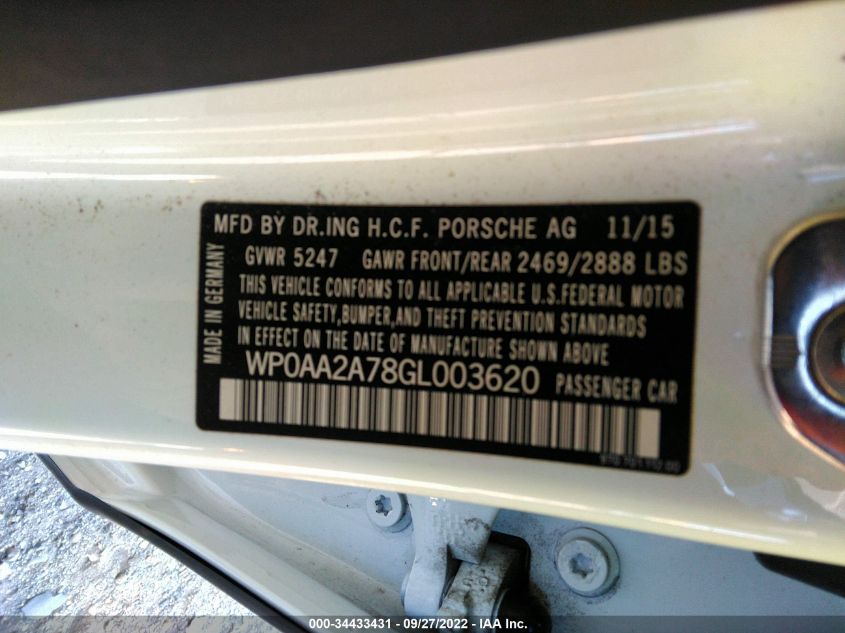 MFD BY DR.ING H.C.F. PORSCHE AG 11/15
GVWR 5247 GAWR FRONT/REAR 2469/2888 LBS
THIS VEHICLE CONFORMS TO ALL APPLICABLE U.S.FEDERAL MOTOR
VEHICLE SAFETY,BUMPER,AND THEFT PREVENTION STANDARDS
IN EFFECT ON THE DATE OF MANUFACTURE SHOWN ABOVE.
WP0AA2A78GL003620 PASSENGER CAR
MADE IN GERMANY
000-34433431 - 09/27/2022 - IAA Inc.